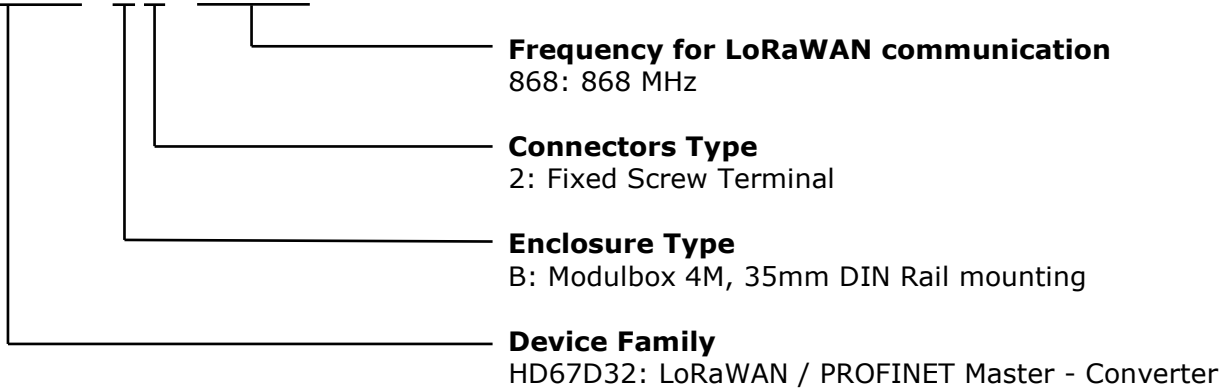 Frequency for LoRaWAN communication
868: 868 MHz
Connectors Type
2: Fixed Screw Terminal
Enclosure Type
B: Modulbox 4M, 35mm DIN Rail mounting
Device Family
HD67D32: LoRaWAN / PROFINET Master - Converter